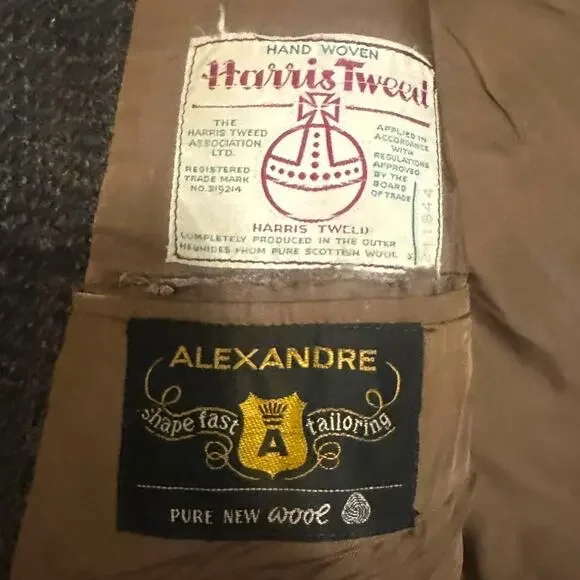 HAND WOVEN
Harris Tweed
THE
HARRIS TWEED
ASSOCIATION
LTD.
REGISTERED
TRADE MARK
NO. 319214
APPLIED IN
ACCORDANCE
WITH
REGULATIONS
APPROVED
BY THE
BOARD
OF TRADE
HARRIS TWEED
COMPLETELY PRODUCED IN THE OUTER
HEBRIDES FROM PURE SCOTTISH WOOL
ALEXANDRE
shape fast tailoring
A
PURE NEW wool